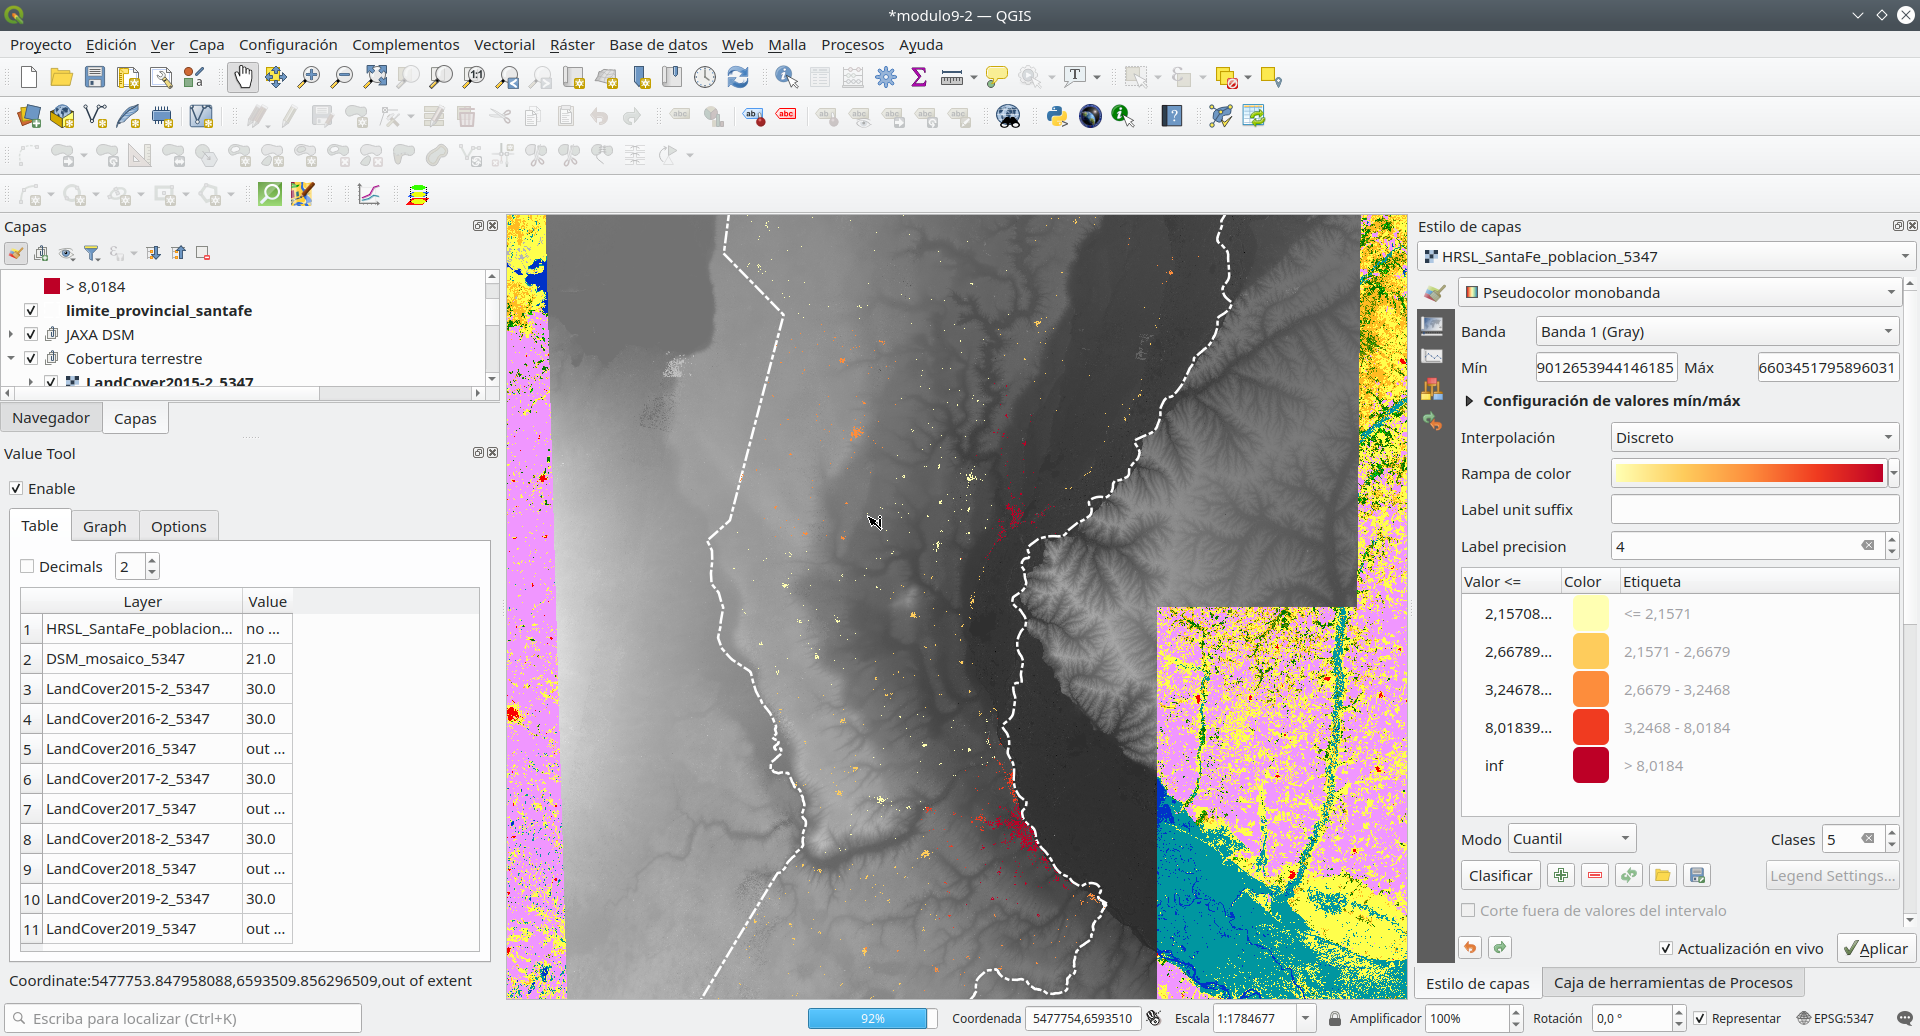 *modulo9-2 — QGIS
Proyecto Edición Ver Capa Configuración Complementos Vectorial Ráster Base de datos Web Malla Procesos Ayuda
Capas
> 8,0184
limite_provincial_santafe
JAXA DSM
Cobertura terrestre
LandCover2015-2_5347
Navegador Capas
Value Tool
Enable
Table Graph Options
Decimals 2
Layer Value
1 HRSL_SantaFe_poblacion... no ...
2 DSM_mosaico_5347 21.0
3 LandCover2015-2_5347 30.0
4 LandCover2016-2_5347 30.0
5 LandCover2016_5347 out ...
6 LandCover2017-2_5347 30.0
7 LandCover2017_5347 out ...
8 LandCover2018-2_5347 30.0
9 LandCover2018_5347 out ...
10 LandCover2019-2_5347 30.0
11 LandCover2019_5347 out ...
Coordinate:5477753.847958088,6593509.856296509,out of extent
Estilo de capas
HRSL_SantaFe_poblacion_5347
Pseudocolor monobanda
Banda Banda 1 (Gray)
Mín 9012653944146185 Máx 6603451795896031
Configuración de valores mín/máx
Interpolación Discreto
Rampa de color
Label unit suffix
Label precision 4
Valor <= Color Etiqueta
2,15708... <= 2,1571
2,66789... 2,1571 - 2,6679
3,24678... 2,6679 - 3,2468
8,01839... 3,2468 - 8,0184
inf > 8,0184
Modo Cuantil Clases 5
Clasificar Legend Settings...
Corte fuera de valores del intervalo
Actualización en vivo Aplicar
Estilo de capas Caja de herramientas de Procesos
Escriba para localizar (Ctrl+K) 92% Coordenada 5477754,6593510 Escala 1:1784677 Amplificador 100% Rotación 0,0 ° Representar EPSG:5347